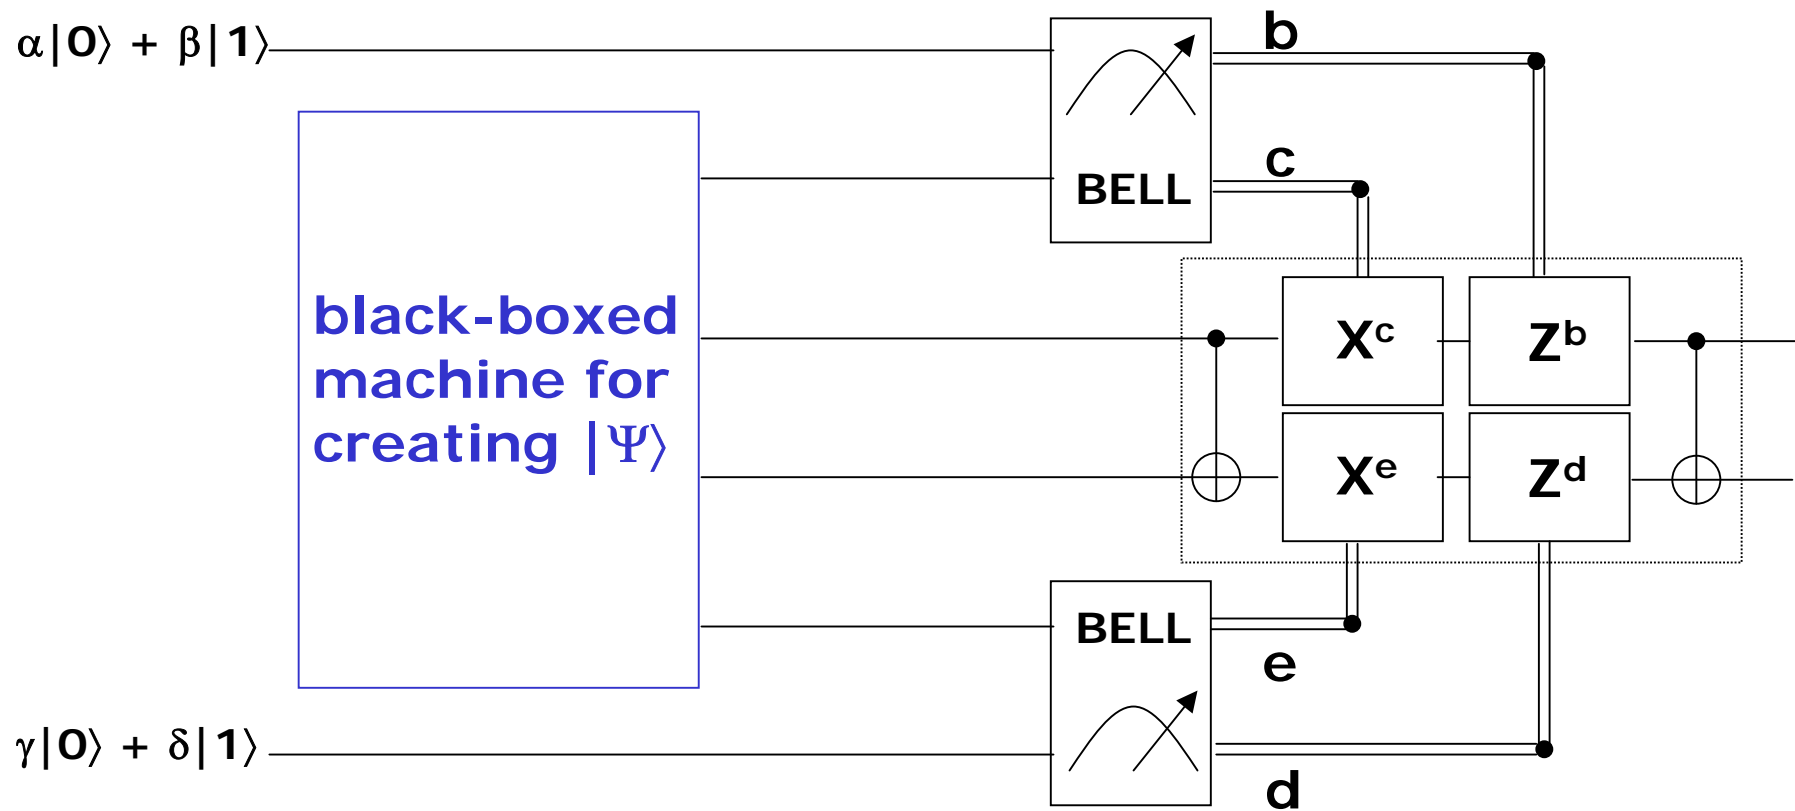 α|0⟩ + β|1⟩
b
c
BELL
black-boxed
machine for
creating |Ψ⟩
Xᶜ
Zᵇ
Xᵉ
Zᵈ
BELL
e
γ|0⟩ + δ|1⟩
d